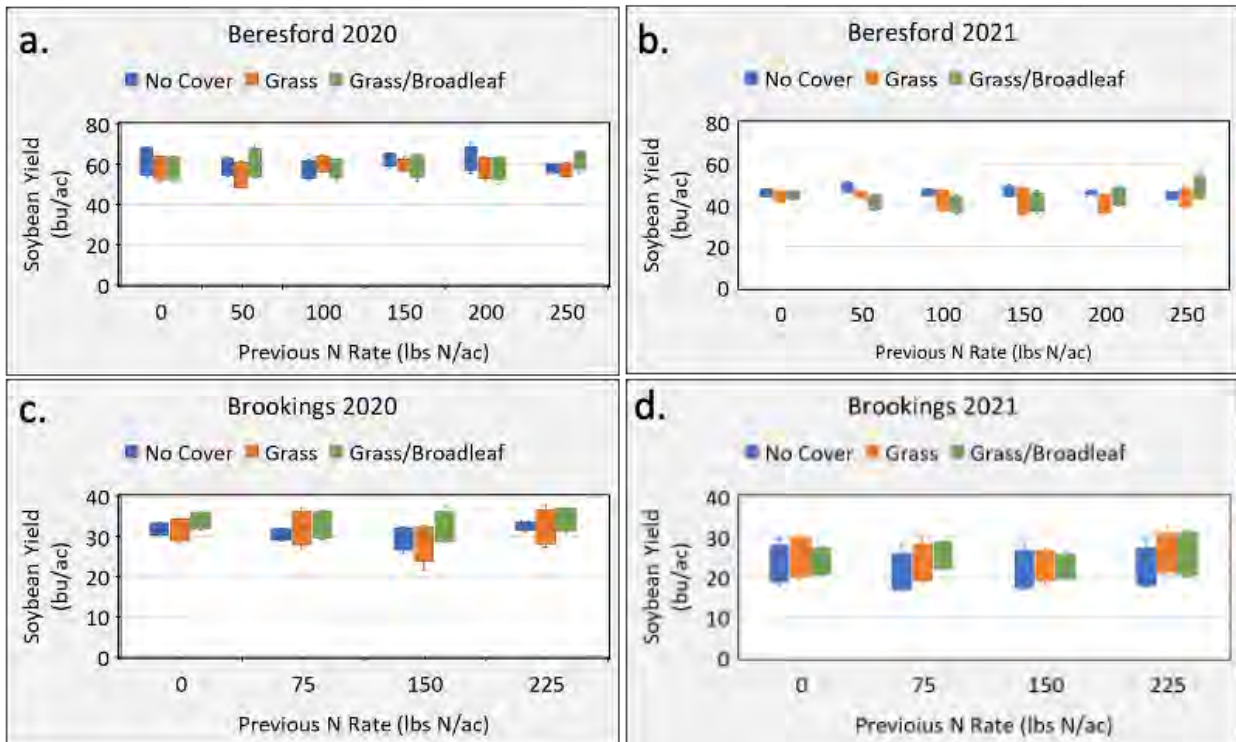 a.
Beresford 2020
No Cover Grass Grass/Broadleaf
Soybean Yield
(bu/ac)
80
60
40
20
0
0 50 100 150 200 250
Previous N Rate (lbs N/ac)
b.
Beresford 2021
No Cover Grass Grass/Broadleaf
Soybean Yield
(bu/ac)
80
60
40
20
0
0 50 100 150 200 250
Previous N Rate (lbs N/ac)
c.
Brookings 2020
No Cover Grass Grass/Broadleaf
Soybean Yield
(bu/ac)
40
30
20
10
0
0 75 150 225
Previous N Rate (lbs N/ac)
d.
Brookings 2021
No Cover Grass Grass/Broadleaf
Soybean Yield
(bu/ac)
40
30
20
10
0
0 75 150 225
Previoius N Rate (lbs N/ac)